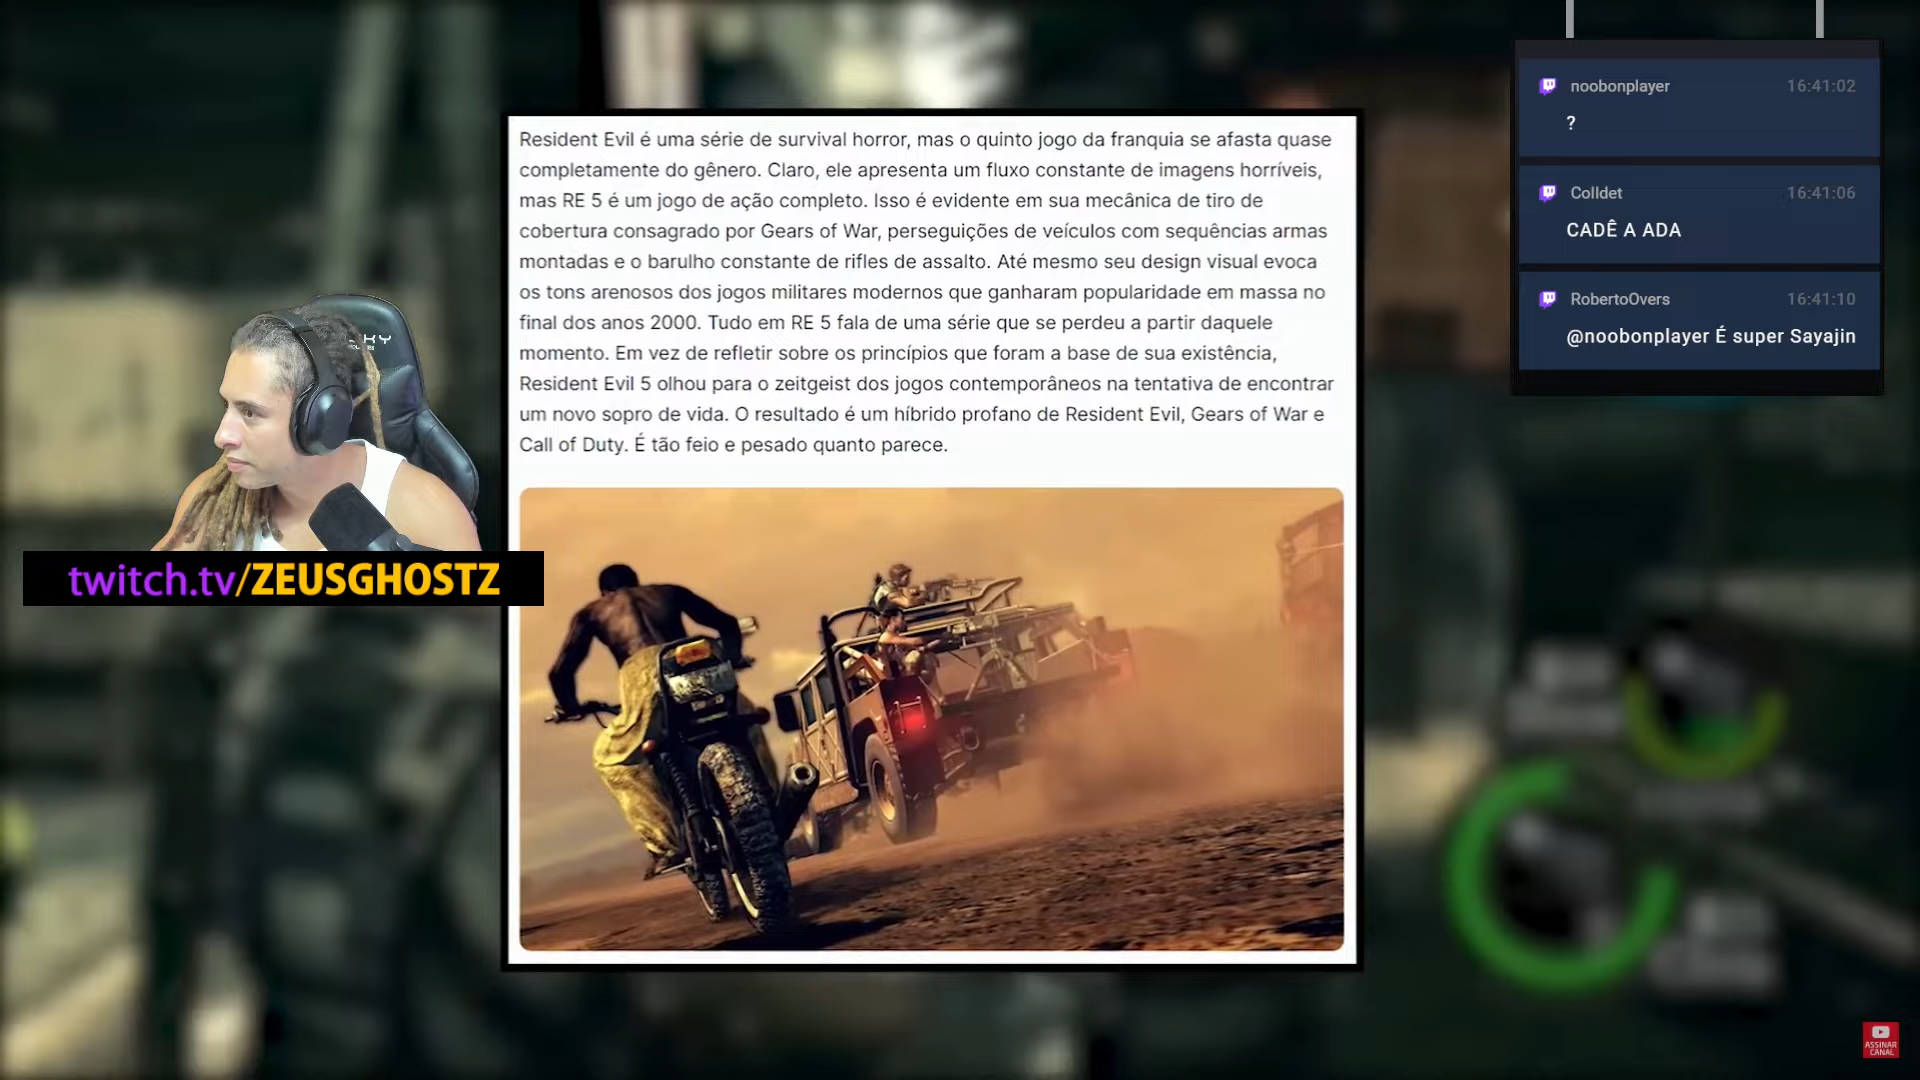 Resident Evil é uma série de survival horror, mas o quinto jogo da franquia se afasta quase
completamente do gênero. Claro, ele apresenta um fluxo constante de imagens horríveis,
mas RE 5 é um jogo de ação completo. Isso é evidente em sua mecânica de tiro de
cobertura consagrado por Gears of War, perseguições de veículos com sequências armas
montadas e o barulho constante de rifles de assalto. Até mesmo seu design visual evoca
os tons arenosos dos jogos militares modernos que ganharam popularidade em massa no
final dos anos 2000. Tudo em RE 5 fala de uma série que se perdeu a partir daquele
momento. Em vez de refletir sobre os princípios que foram a base de sua existência,
Resident Evil 5 olhou para o zeitgeist dos jogos contemporâneos na tentativa de encontrar
um novo sopro de vida. O resultado é um híbrido profano de Resident Evil, Gears of War e
Call of Duty. É tão feio e pesado quanto parece.
twitch.tv/ZEUSGHOSTZ
noobonplayer 16:41:02
?
Colldet 16:41:06
CADÊ A ADA
RobertoOvers 16:41:10
@noobonplayer É super Sayajin
ASSINAR
CANAL